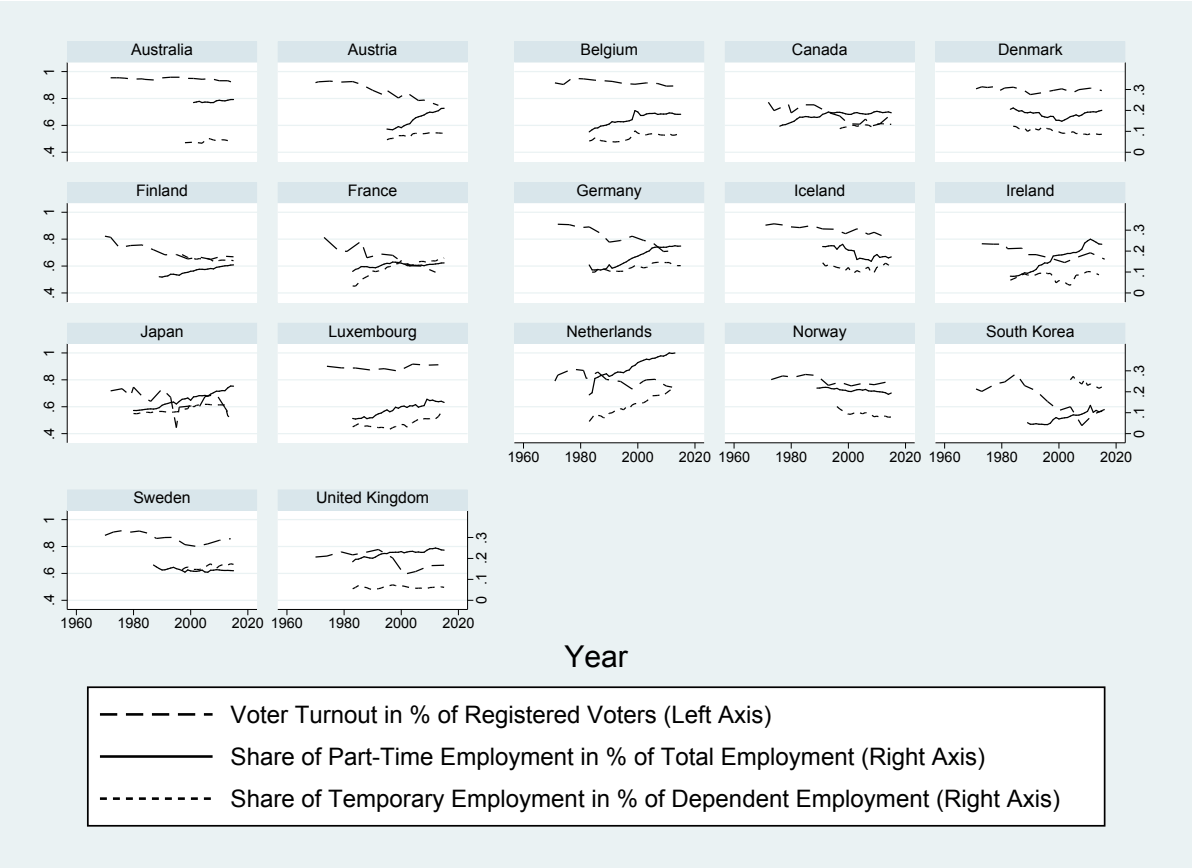 Australia Austria Belgium Canada Denmark
.4 .6 .8 1
0 .1 .2 .3
Finland France Germany Iceland Ireland
.4 .6 .8 1
0 .1 .2 .3
Japan Luxembourg Netherlands Norway South Korea
.4 .6 .8 1
0 .1 .2 .3
1960 1980 2000 2020 1960 1980 2000 2020 1960 1980 2000 2020
Sweden United Kingdom
.4 .6 .8 1
0 .1 .2 .3
1960 1980 2000 2020 1960 1980 2000 2020
Year
Voter Turnout in % of Registered Voters (Left Axis)
Share of Part-Time Employment in % of Total Employment (Right Axis)
Share of Temporary Employment in % of Dependent Employment (Right Axis)